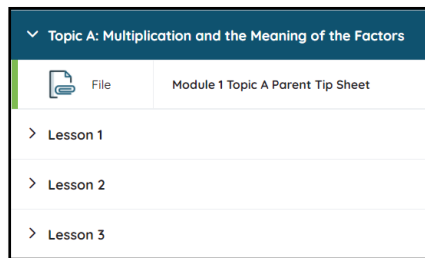 Topic A: Multiplication and the Meaning of the Factors
File Module 1 Topic A Parent Tip Sheet
Lesson 1
Lesson 2
Lesson 3